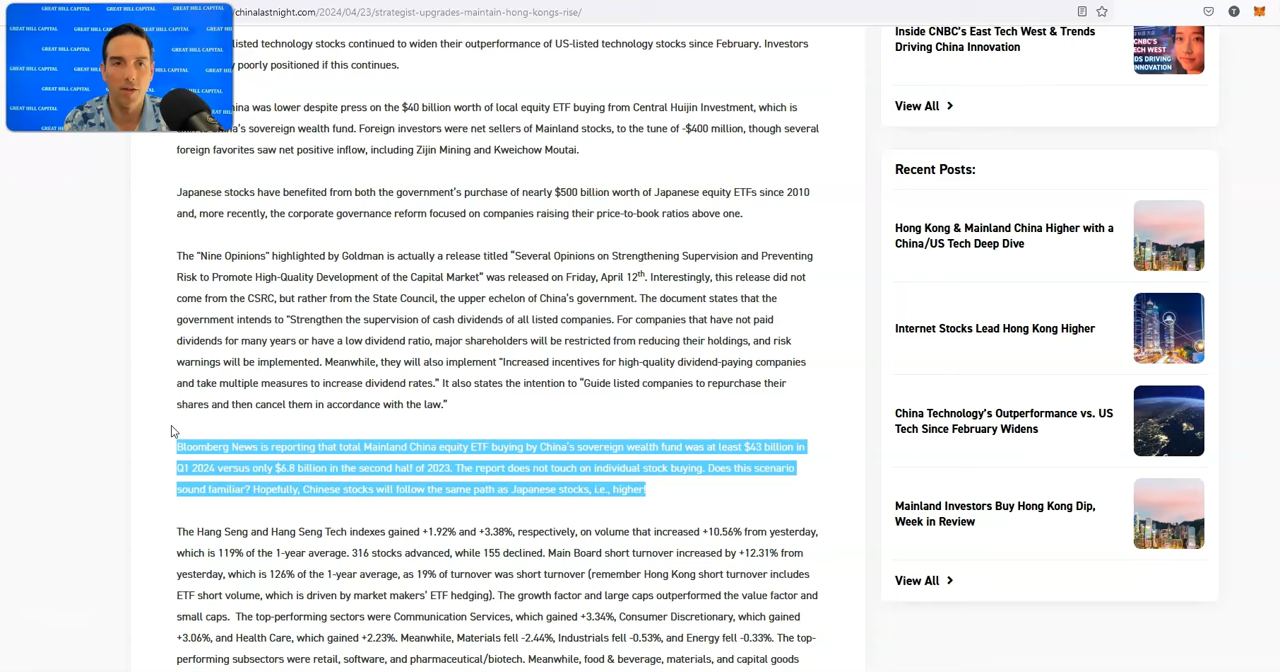 chinalastnight.com/2024/04/23/strategist-upgrades-maintain-hong-kongs-rise/
GREAT HILL CAPITAL
listed technology stocks continued to widen their outperformance of US-listed technology stocks since February. Investors
poorly positioned if this continues.
ina was lower despite press on the $40 billion worth of local equity ETF buying from Central Huijin Investment, which is
a's sovereign wealth fund. Foreign investors were net sellers of Mainland stocks, to the tune of -$400 million, though several
foreign favorites saw net positive inflow, including Zijin Mining and Kweichow Moutai.
Japanese stocks have benefited from both the government's purchase of nearly $500 billion worth of Japanese equity ETFs since 2010
and, more recently, the corporate governance reform focused on companies raising their price-to-book ratios above one.
The "Nine Opinions" highlighted by Goldman is actually a release titled "Several Opinions on Strengthening Supervision and Preventing
Risk to Promote High-Quality Development of the Capital Market" was released on Friday, April 12th. Interestingly, this release did not
come from the CSRC, but rather from the State Council, the upper echelon of China's government. The document states that the
government intends to "Strengthen the supervision of cash dividends of all listed companies. For companies that have not paid
dividends for many years or have a low dividend ratio, major shareholders will be restricted from reducing their holdings, and risk
warnings will be implemented. Meanwhile, they will also implement "Increased incentives for high-quality dividend-paying companies
and take multiple measures to increase dividend rates." It also states the intention to "Guide listed companies to repurchase their
shares and then cancel them in accordance with the law."
Bloomberg News is reporting that total Mainland China equity ETF buying by China's sovereign wealth fund was at least $43 billion in
Q1 2024 versus only $6.8 billion in the second half of 2023. The report does not touch on individual stock buying. Does this scenario
sound familiar? Hopefully, Chinese stocks will follow the same path as Japanese stocks, i.e., higher!
The Hang Seng and Hang Seng Tech indexes gained +1.92% and +3.38%, respectively, on volume that increased +10.56% from yesterday,
which is 119% of the 1-year average. 316 stocks advanced, while 155 declined. Main Board short turnover increased by +12.31% from
yesterday, which is 126% of the 1-year average, as 19% of turnover was short turnover (remember Hong Kong short turnover includes
ETF short volume, which is driven by market makers' ETF hedging). The growth factor and large caps outperformed the value factor and
small caps. The top-performing sectors were Communication Services, which gained +3.34%, Consumer Discretionary, which gained
+3.06%, and Health Care, which gained +2.23%. Meanwhile, Materials fell -2.44%, Industrials fell -0.53%, and Energy fell -0.33%. The top-
performing subsectors were retail, software, and pharmaceutical/biotech. Meanwhile, food & beverage, materials, and capital goods
Inside CNBC's East Tech West & Trends
Driving China Innovation
CNBC'S
ECH WEST
DS DRIVING
INNOVATION
View All
Recent Posts:
Hong Kong & Mainland China Higher with a
China/US Tech Deep Dive
Internet Stocks Lead Hong Kong Higher
China Technology's Outperformance vs. US
Tech Since February Widens
Mainland Investors Buy Hong Kong Dip,
Week in Review
View All